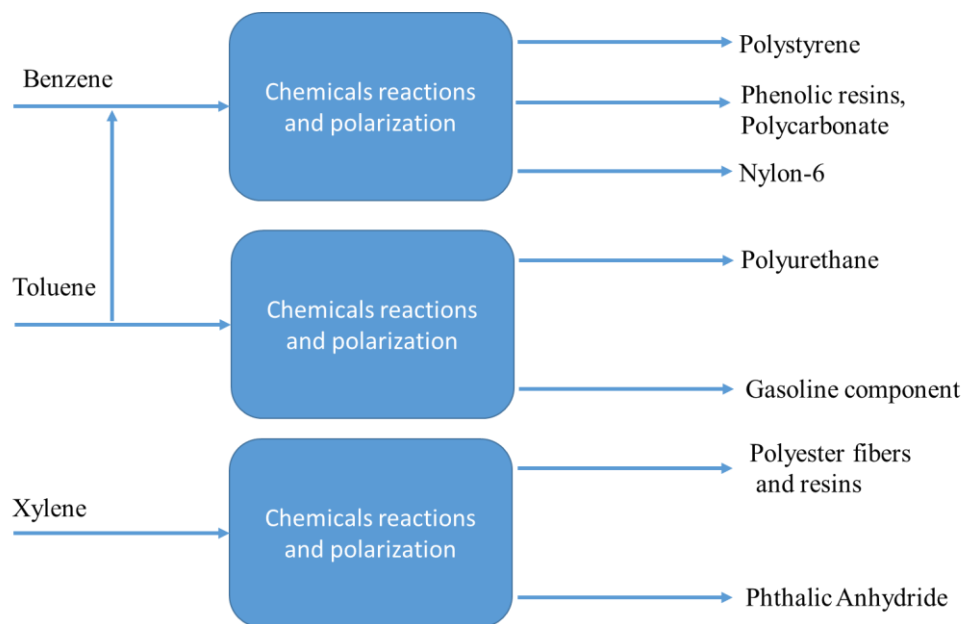 Benzene
Chemicals reactions
and polarization
Polystyrene
Phenolic resins,
Polycarbonate
Nylon-6
Toluene
Chemicals reactions
and polarization
Polyurethane
Gasoline component
Xylene
Chemicals reactions
and polarization
Polyester fibers
and resins
Phthalic Anhydride